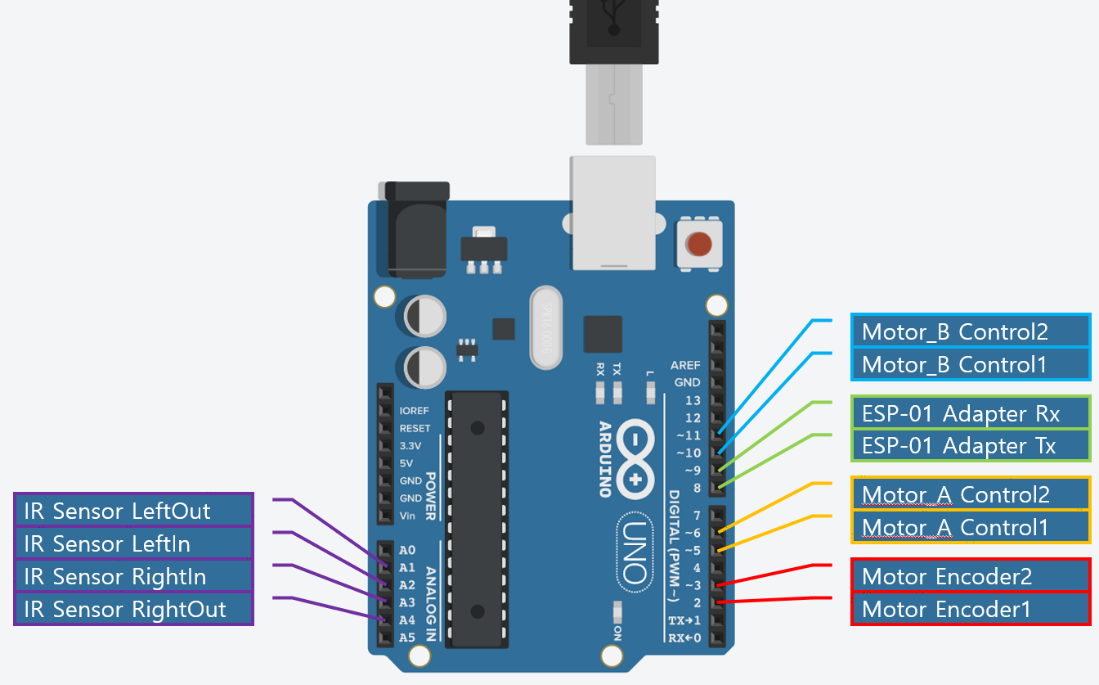 Motor_B Control2
Motor_B Control1
ESP-01 Adapter Rx
ESP-01 Adapter Tx
Motor_A Control2
Motor_A Control1
Motor Encoder2
Motor Encoder1
IR Sensor LeftOut
IR Sensor LeftIn
IR Sensor RightIn
IR Sensor RightOut
IOREF
RESET
3.3V
5V
GND
GND
Vin
POWER
A0
A1
A2
A3
A4
A5
ANALOG IN
RX
TX
L
ARDUINO
UNO
ON
AREF
GND
13
12
~11
~10
~9
8
7
~6
~5
4
~3
2
TX→1
RX←0
DIGITAL (PWM~)